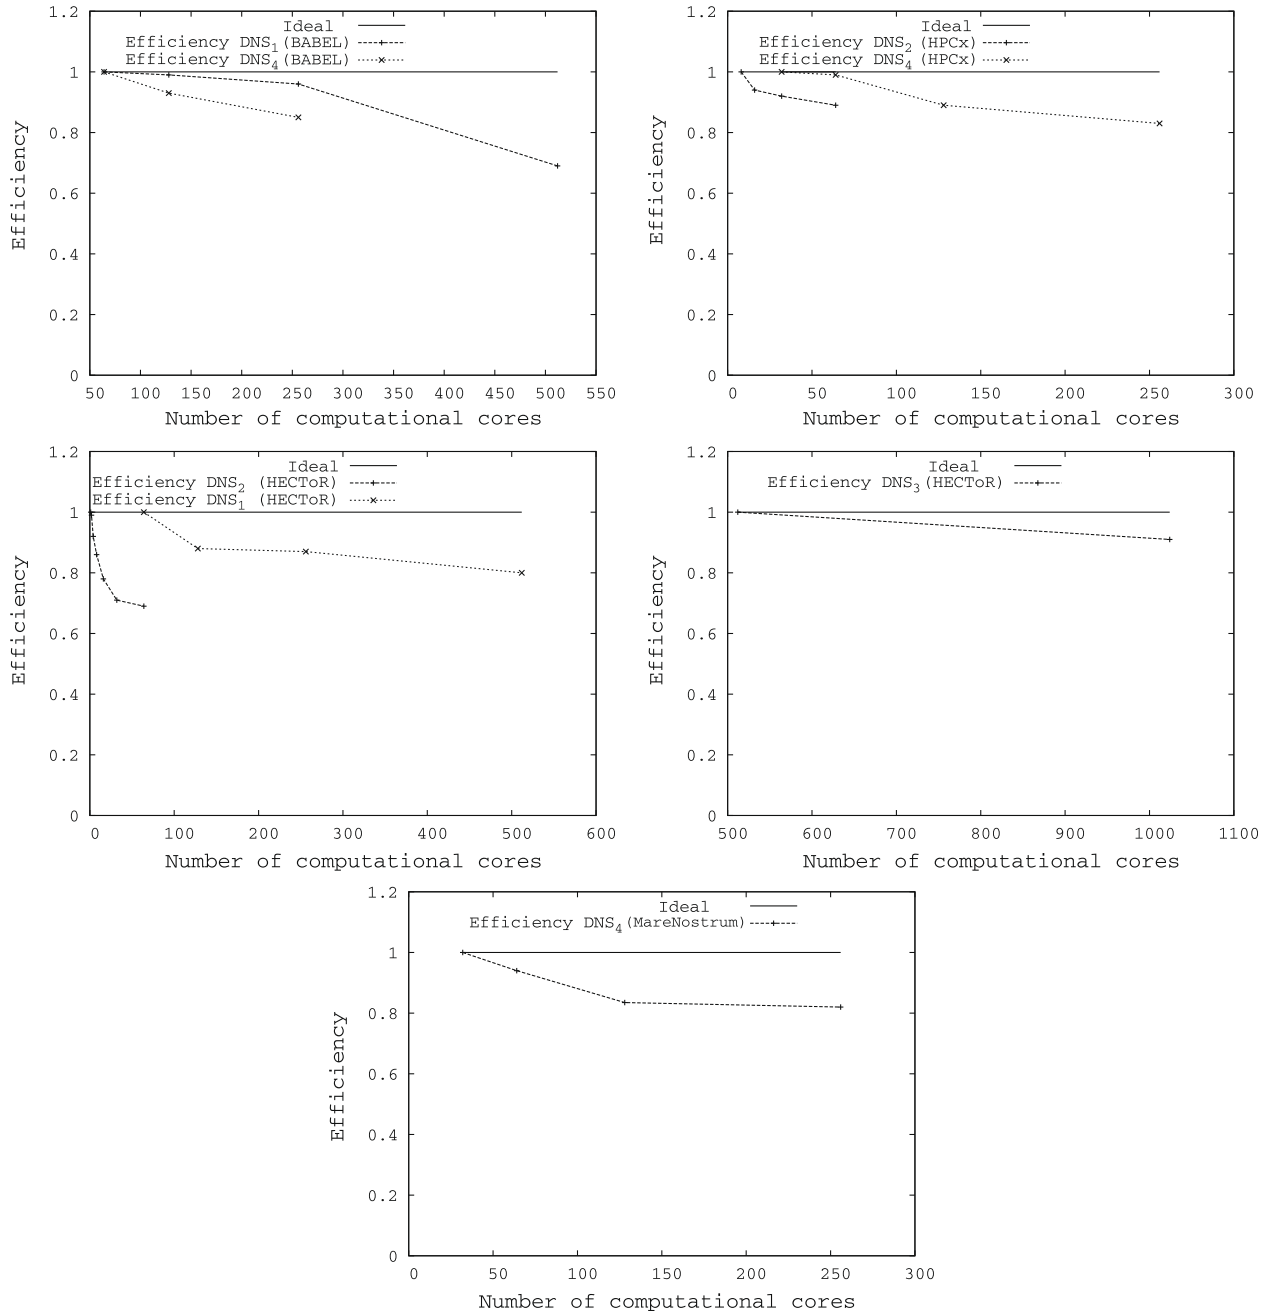 1.2
1
0.8
0.6
0.4
0.2
0
Efficiency
Ideal
Efficiency DNS1 (BABEL)
Efficiency DNS4 (BABEL)
50 100 150 200 250 300 350 400 450 500 550
Number of computational cores
1.2
1
0.8
0.6
0.4
0.2
0
Efficiency
Ideal
Efficiency DNS2 (HPCx)
Efficiency DNS4 (HPCx)
0 50 100 150 200 250 300
Number of computational cores
1.2
1
0.8
0.6
0.4
0.2
0
Efficiency
Ideal
Efficiency DNS2 (HECToR)
Efficiency DNS1 (HECToR)
0 100 200 300 400 500 600
Number of computational cores
1.2
1
0.8
0.6
0.4
0.2
0
Efficiency
Ideal
Efficiency DNS3 (HECToR)
500 600 700 800 900 1000 1100
Number of computational cores
1.2
1
0.8
0.6
0.4
0.2
0
Efficiency
Ideal
Efficiency DNS4 (MareNostrum)
0 50 100 150 200 250 300
Number of computational cores